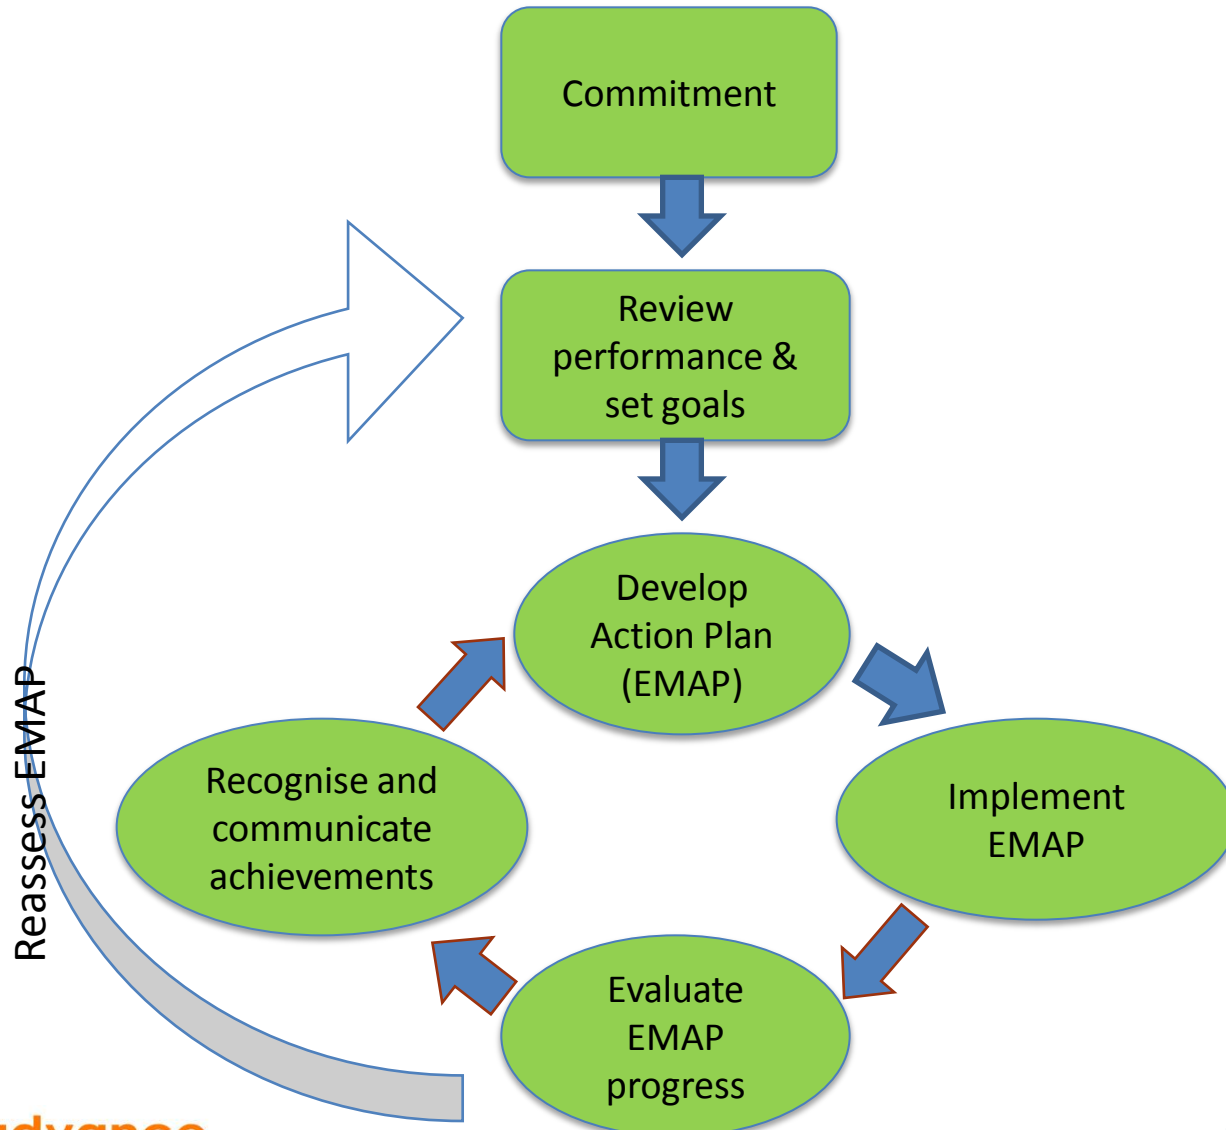 Commitment
Review
performance &
set goals
Develop
Action Plan
(EMAP)
Implement
EMAP
Evaluate
EMAP
progress
Recognise and
communicate
achievements
Reassess EMAP